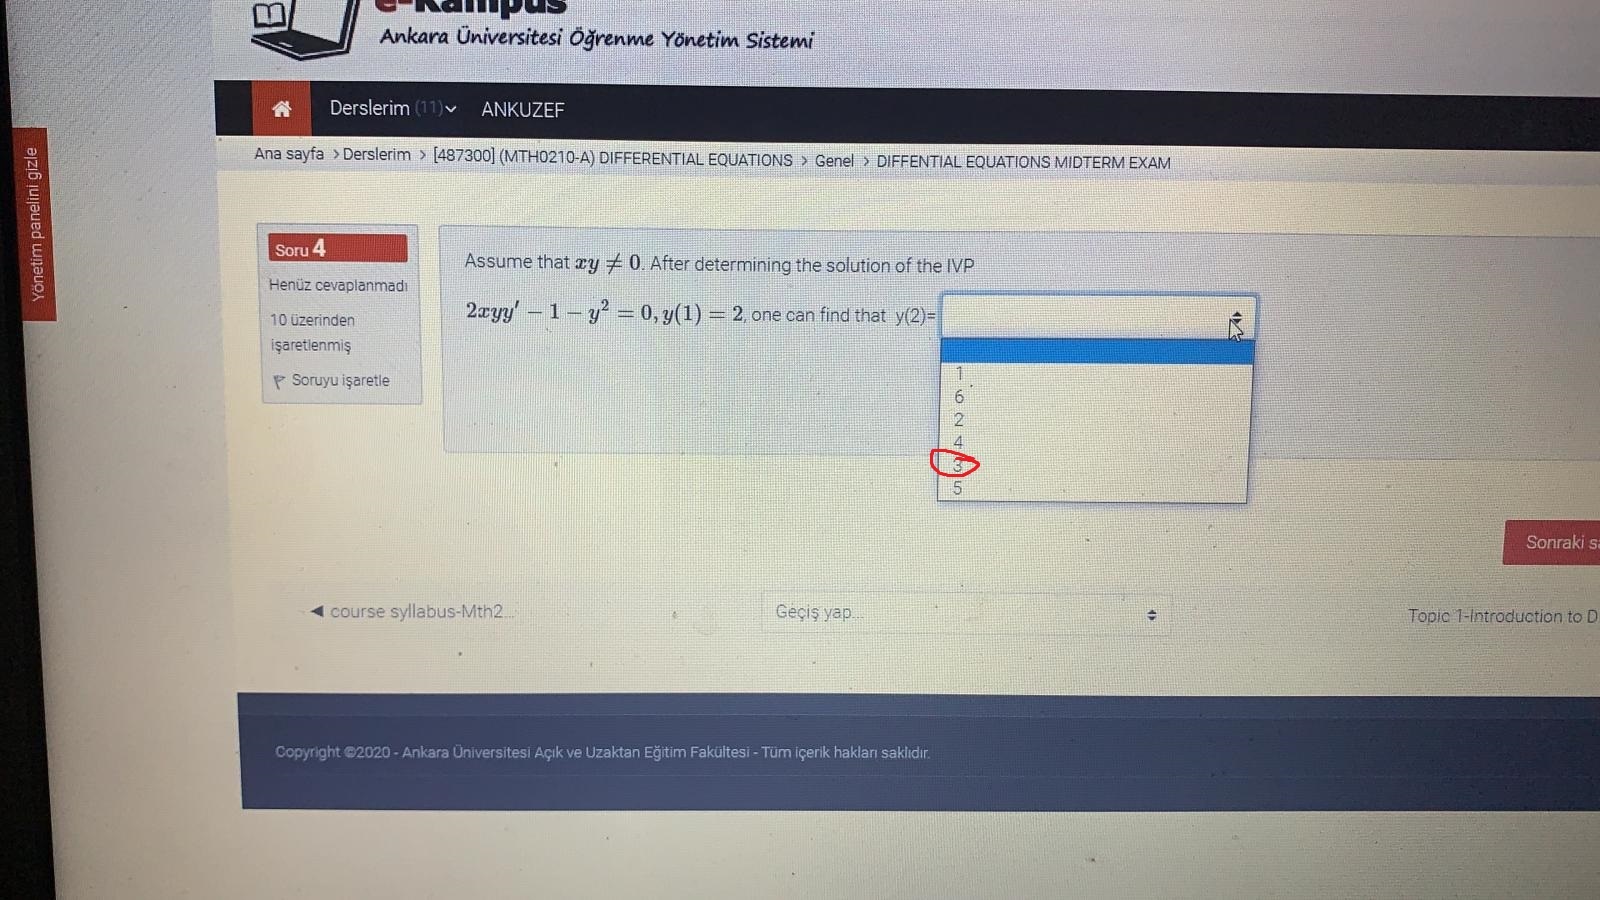 e-Kampüs
Ankara Üniversitesi Öğrenme Yönetim Sistemi
Derslerim (11) ANKUZEF
Yönetim panelini gizle
Ana sayfa > Derslerim > [487300] (MTH0210-A) DIFFERENTIAL EQUATIONS > Genel > DIFFENTIAL EQUATIONS MIDTERM EXAM
Soru 4
Henüz cevaplanmadı
10 üzerinden
işaretlenmiş
Soruyu işaretle
Assume that xy ≠ 0. After determining the solution of the IVP
2xyy′ − 1 − y² = 0, y(1) = 2, one can find that y(2)=
1
6
2
4
3
5
Sonraki
◄ course syllabus-Mth2...
Geçiş yap...
Topic 1-Introduction to
Copyright ©2020 - Ankara Üniversitesi Açık ve Uzaktan Eğitim Fakültesi - Tüm içerik hakları saklıdır.